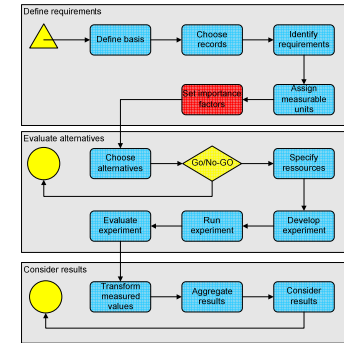 Define requirements
Define basis
Choose
records
Identify
requirements
Set importance
factors
Assign
measurable
units
Evaluate alternatives
Choose
alternatives
Go/No-GO
Specify
ressources
Evaluate
experiment
Run
experiment
Develop
experiment
Consider results
Transform
measured
values
Aggregate
results
Consider
results